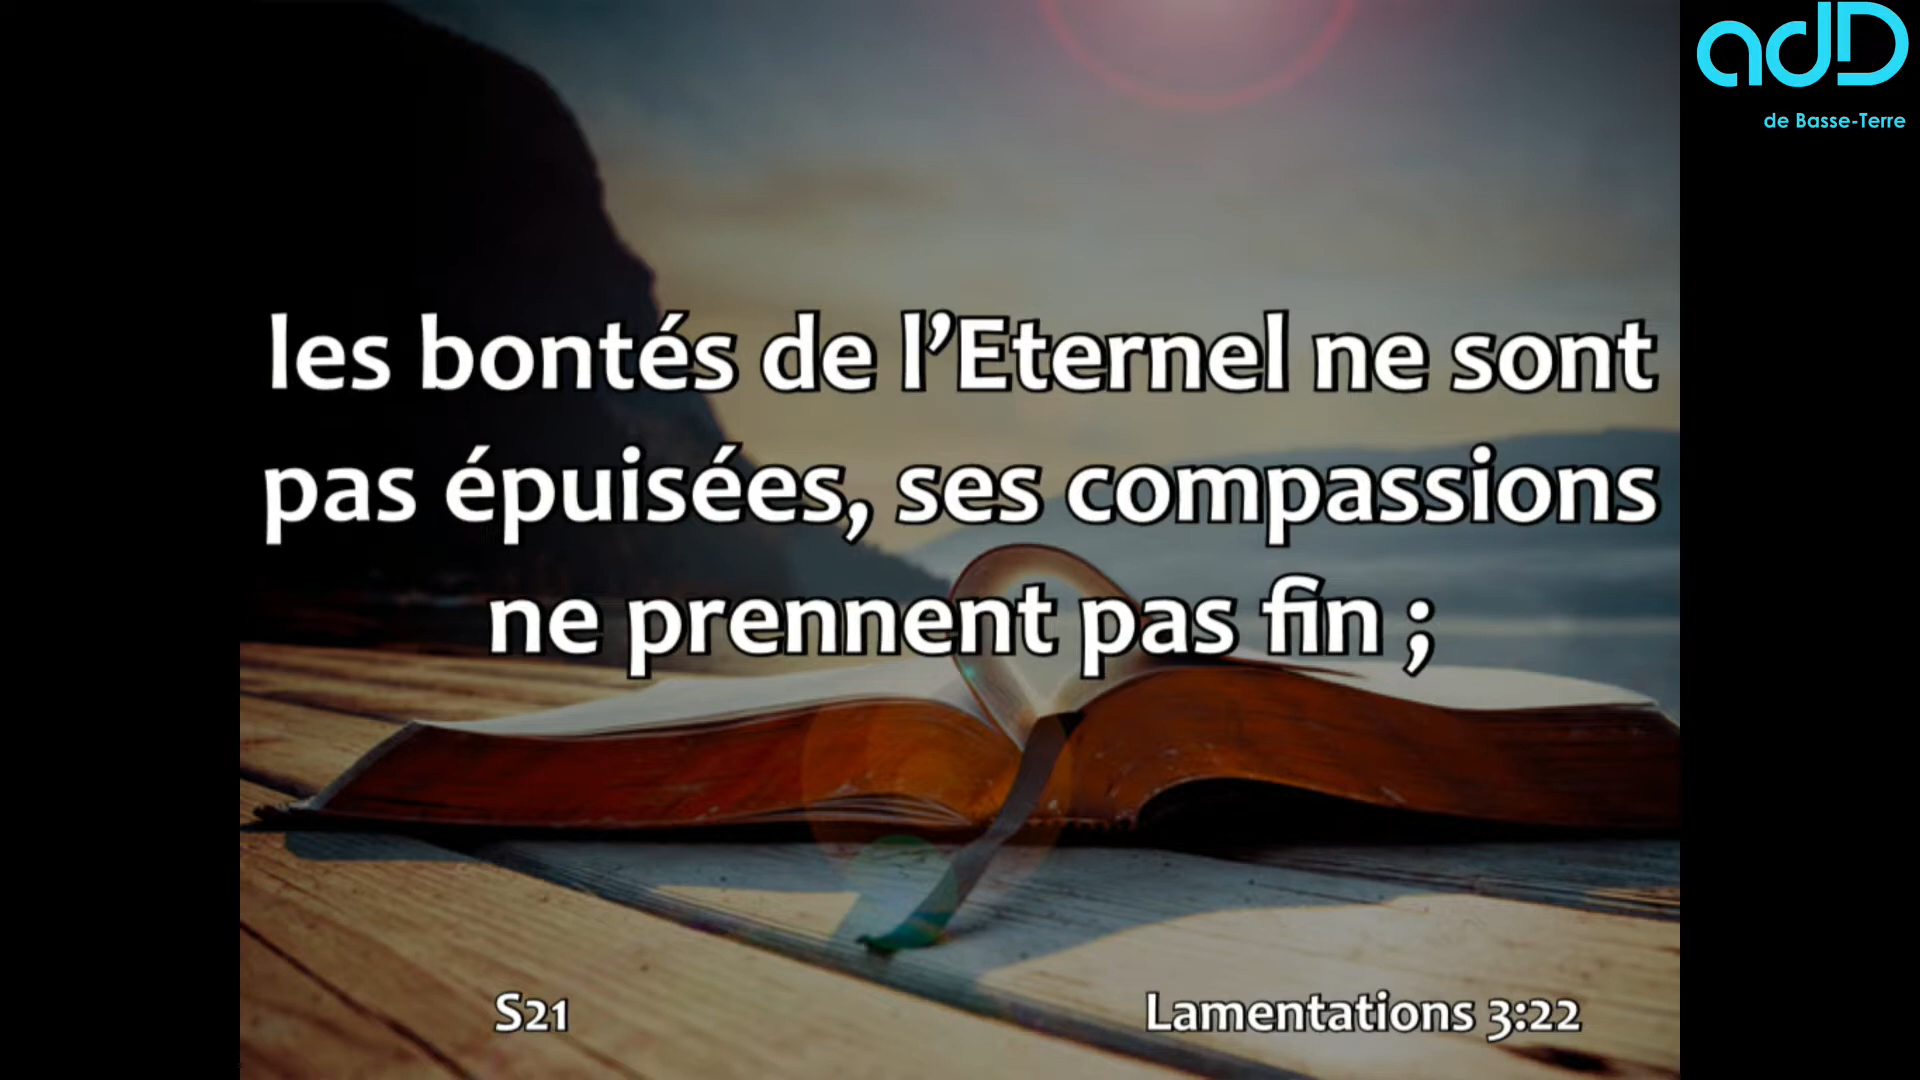 adD
de Basse-Terre
les bontés de l’Eternel ne sont
pas épuisées, ses compassions
ne prennent pas fin ;
S21
Lamentations 3:22